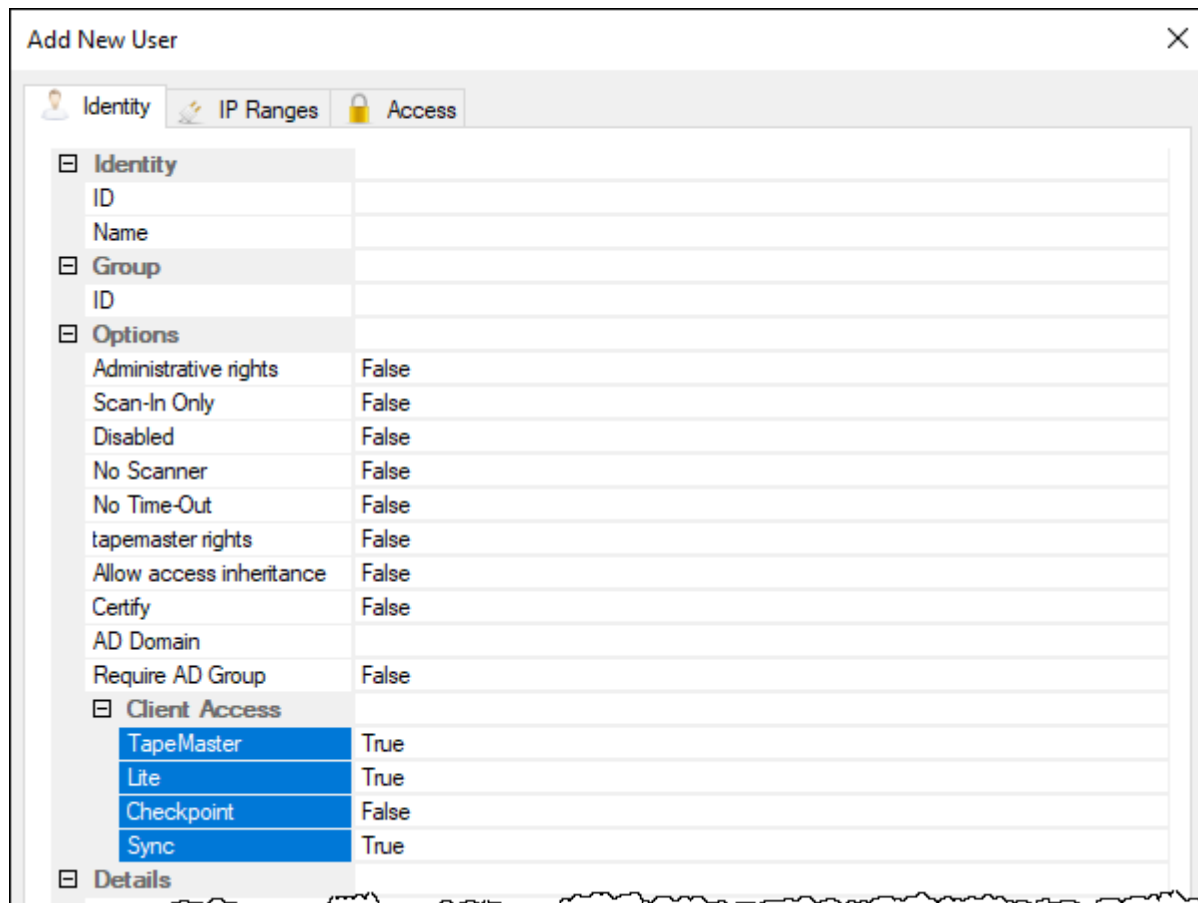 Add New User
Identity IP Ranges Access
Identity
ID
Name
Group
ID
Options
Administrative rights False
Scan-In Only False
Disabled False
No Scanner False
No Time-Out False
tapemaster rights False
Allow access inheritance False
Certify False
AD Domain
Require AD Group False
Client Access
TapeMaster True
Lite True
Checkpoint False
Sync True
Details